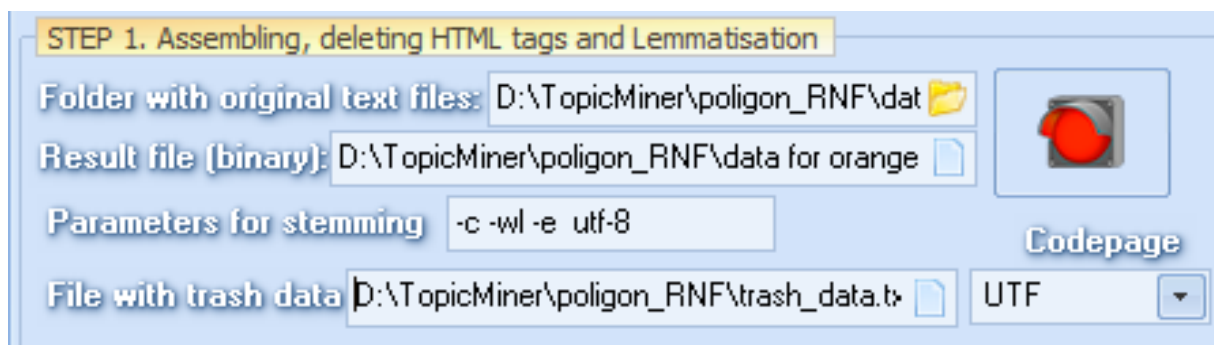 STEP 1. Assembling, deleting HTML tags and Lemmatisation
Folder with original text files: D:\TopicMiner\poligon_RNF\dat
Result file (binary): D:\TopicMiner\poligon_RNF\data for orange
Parameters for stemming -c -wl -e utf-8
Codepage
File with trash data D:\TopicMiner\poligon_RNF\trash_data.t UTF